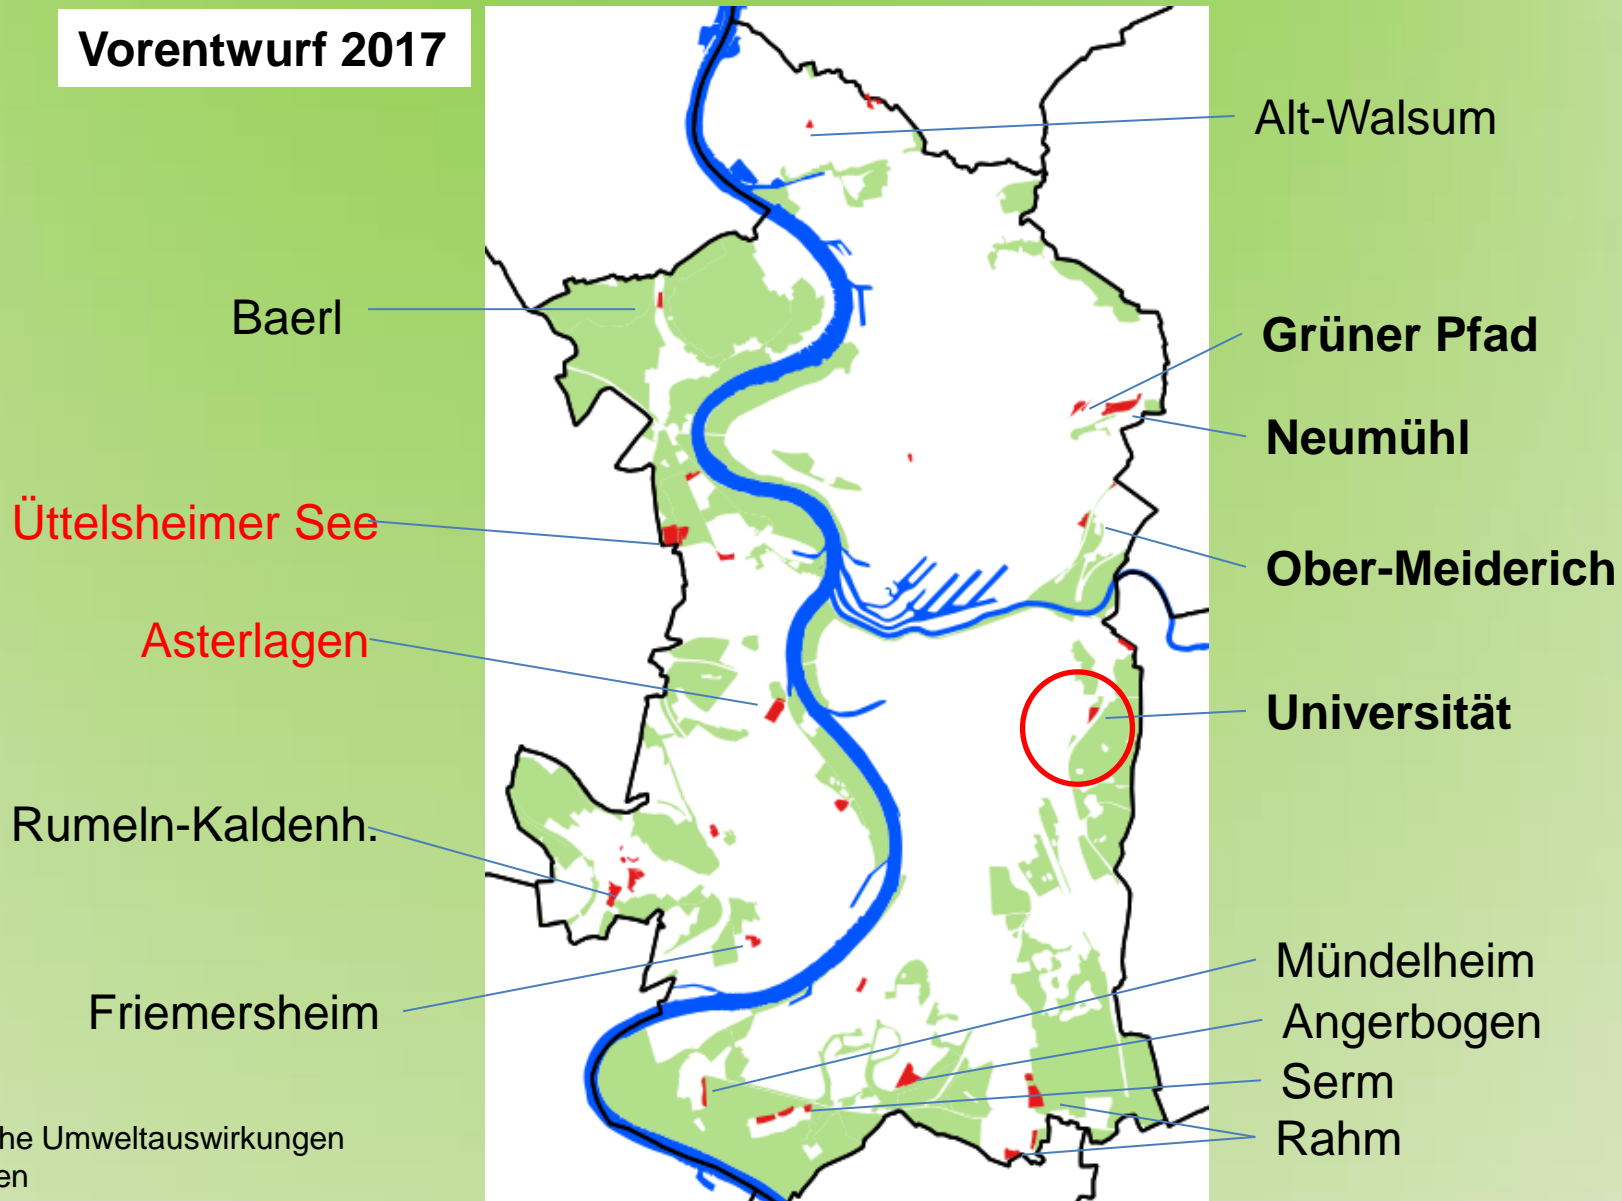 Vorentwurf 2017
Alt-Walsum
Baerl
Grüner Pfad
Neumühl
Üttelsheimer See
Ober-Meiderich
Asterlagen
Universität
Rumeln-Kaldenh.
Mündelheim
Friemersheim
Angerbogen
Serm
Rahm
he Umweltauswirkungen
en